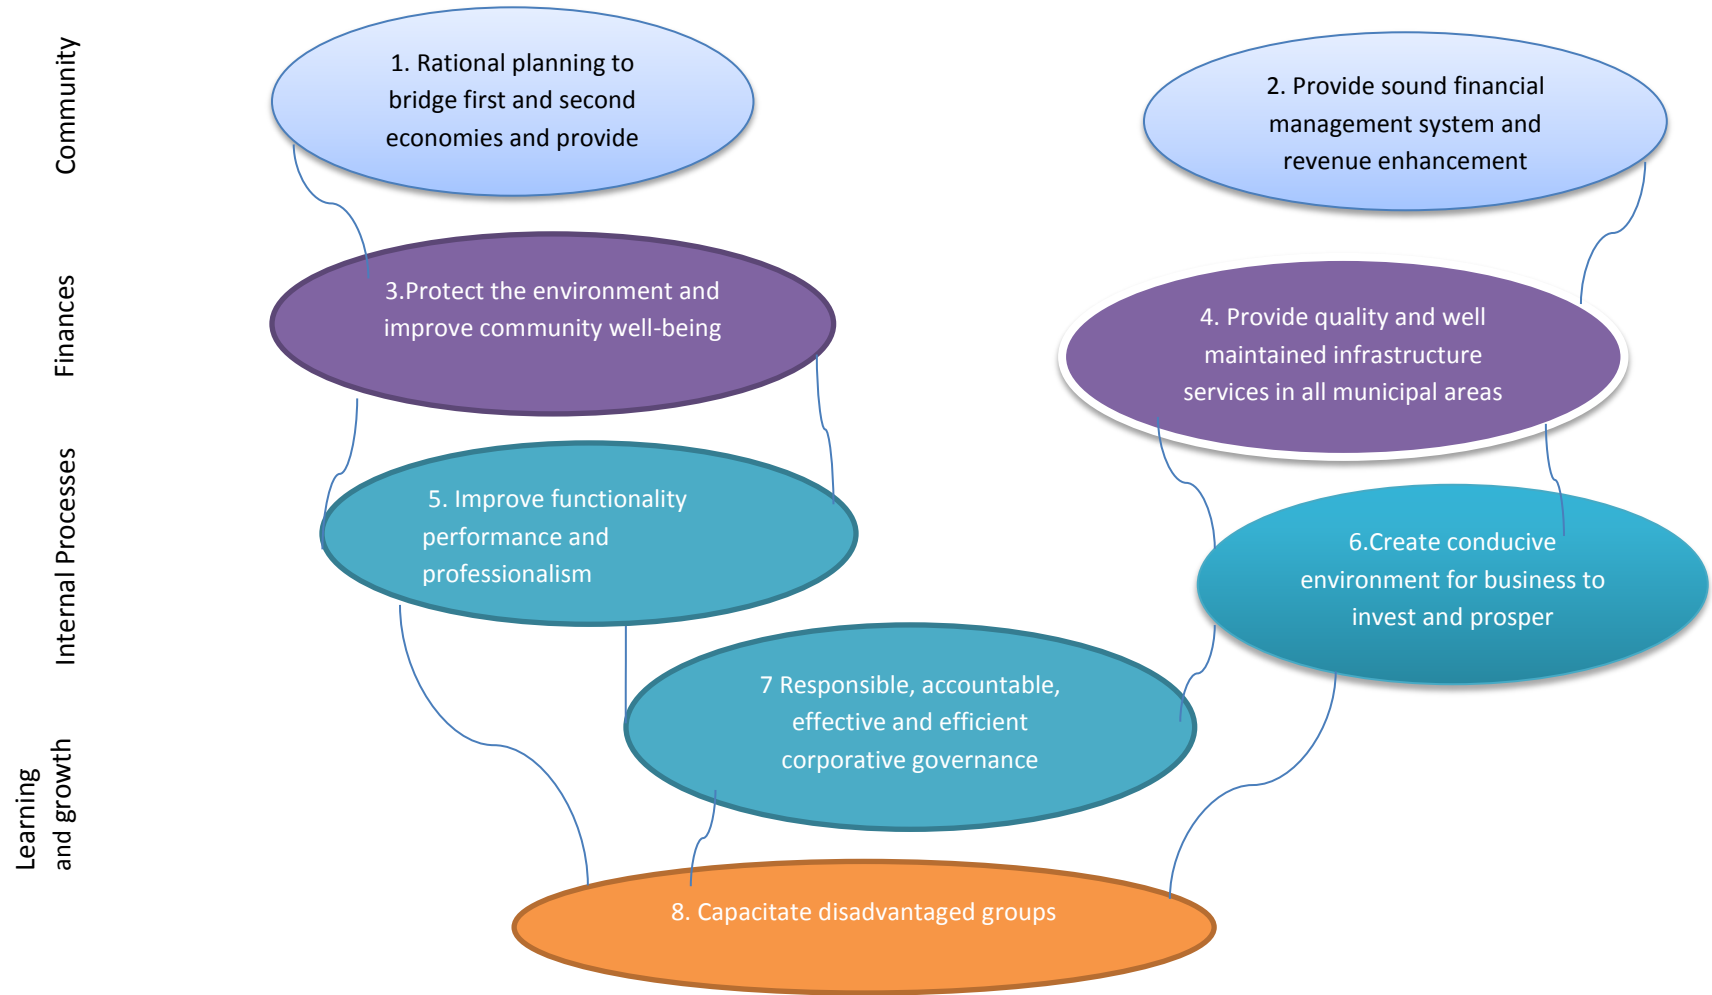 Community
1. Rational planning to
bridge first and second
economies and provide
2. Provide sound financial
management system and
revenue enhancement
Finances
3.Protect the environment and
improve community well-being
4. Provide quality and well
maintained infrastructure
services in all municipal areas
Internal Processes
5. Improve functionality
performance and
professionalism
6.Create conducive
environment for business to
invest and prosper
7 Responsible, accountable,
effective and efficient
corporative governance
Learning
and growth
8. Capacitate disadvantaged groups